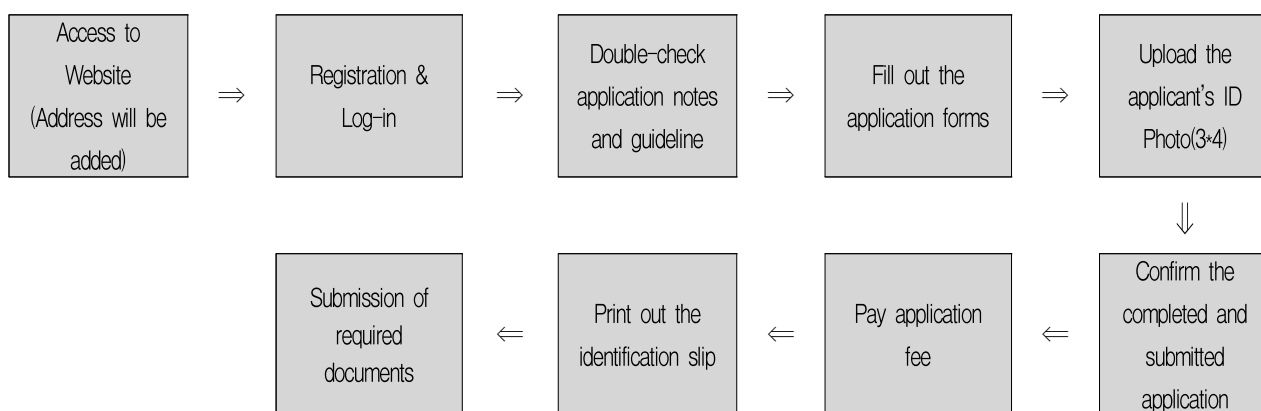 Access to
Website
(Address will be
added)
⇒
Registration &
Log-in
⇒
Double-check
application notes
and guideline
⇒
Fill out the
application forms
⇒
Upload the
applicant's ID
Photo(3*4)
⇓
Confirm the
completed and
submitted
application
⇐
Pay application
fee
⇐
Print out the
identification slip
⇐
Submission of
required
documents